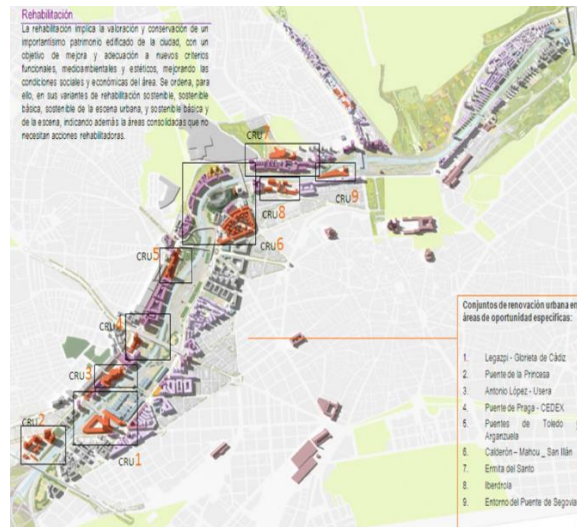 Rehabilitación
La rehabilitación implica la valoración y conservación de un
importantísimo patrimonio edificado de la ciudad, con un
objetivo de mejora y adecuación a nuevos criterios
funcionales, medioambientales y estéticos, mejorando las
condiciones sociales y económicas del área. Se ordena, para
ello, en sus variantes de rehabilitación sostenible, sostenible
básica, sostenible de la escena urbana, y sostenible básica y
de la escena, indicando además la áreas consolidadas que no
necesitan acciones rehabilitadoras.
CRU 7
CRU 9
CRU 8
CRU 6
CRU 5
CRU 4
CRU 3
CRU 2
CRU 1
Conjuntos de renovación urbana en
áreas de oportunidad especificas:
1. Legazpi - Glorieta de Cádiz
2. Puente de la Princesa
3. Antonio López - Usera
4. Puente de Praga - CEDEX
5. Puentes de Toledo
Arganzuela
6. Calderón – Mahou _ San Illán
7. Ermita del Santo
8. Iberdrola
9. Entorno del Puente de Segovia